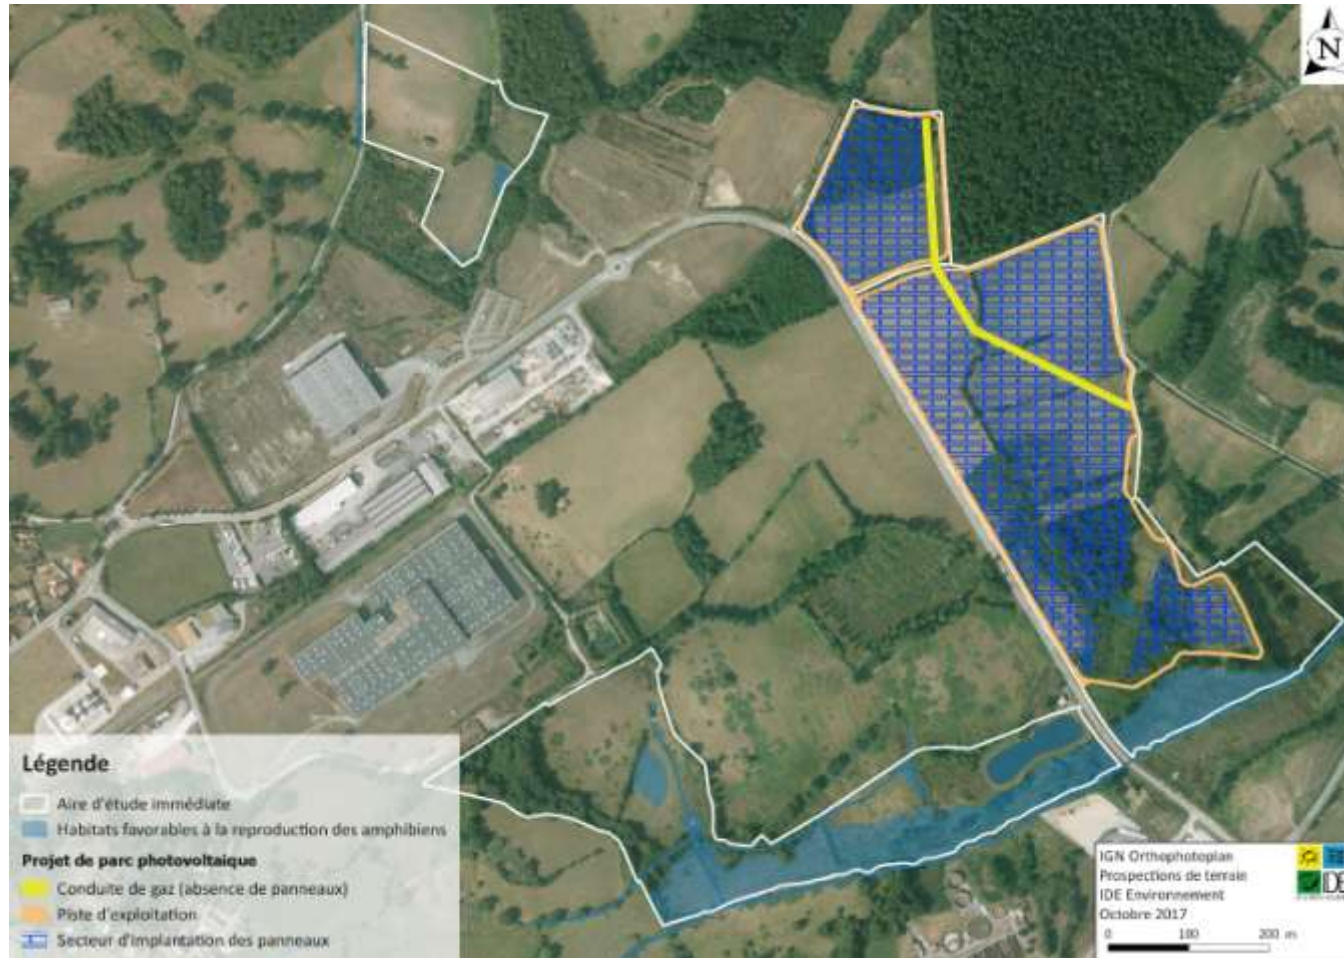 N
Légende
Aire d'étude immédiate
Habitats favorables à la reproduction des amphibiens
Projet de parc photovoltaique
Conduite de gaz (absence de panneaux)
Piste d'exploitation
Secteur d'implantation des panneaux
IGN Orthophotoplan
Prospections de terrain
IDE Environnement
Octobre 2017
0 100 200 m